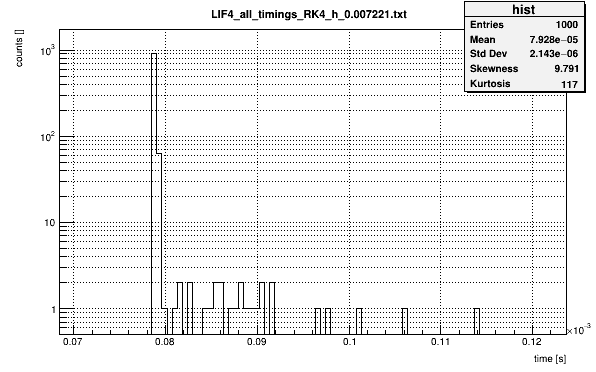 LIF4_all_timings_RK4_h_0.007221.txt
hist
Entries 1000
Mean 7.928e−05
Std Dev 2.143e−06
Skewness 9.791
Kurtosis 117
counts []
10³
10²
10
1
0.07 0.08 0.09 0.1 0.11 0.12
×10⁻³
time [s]